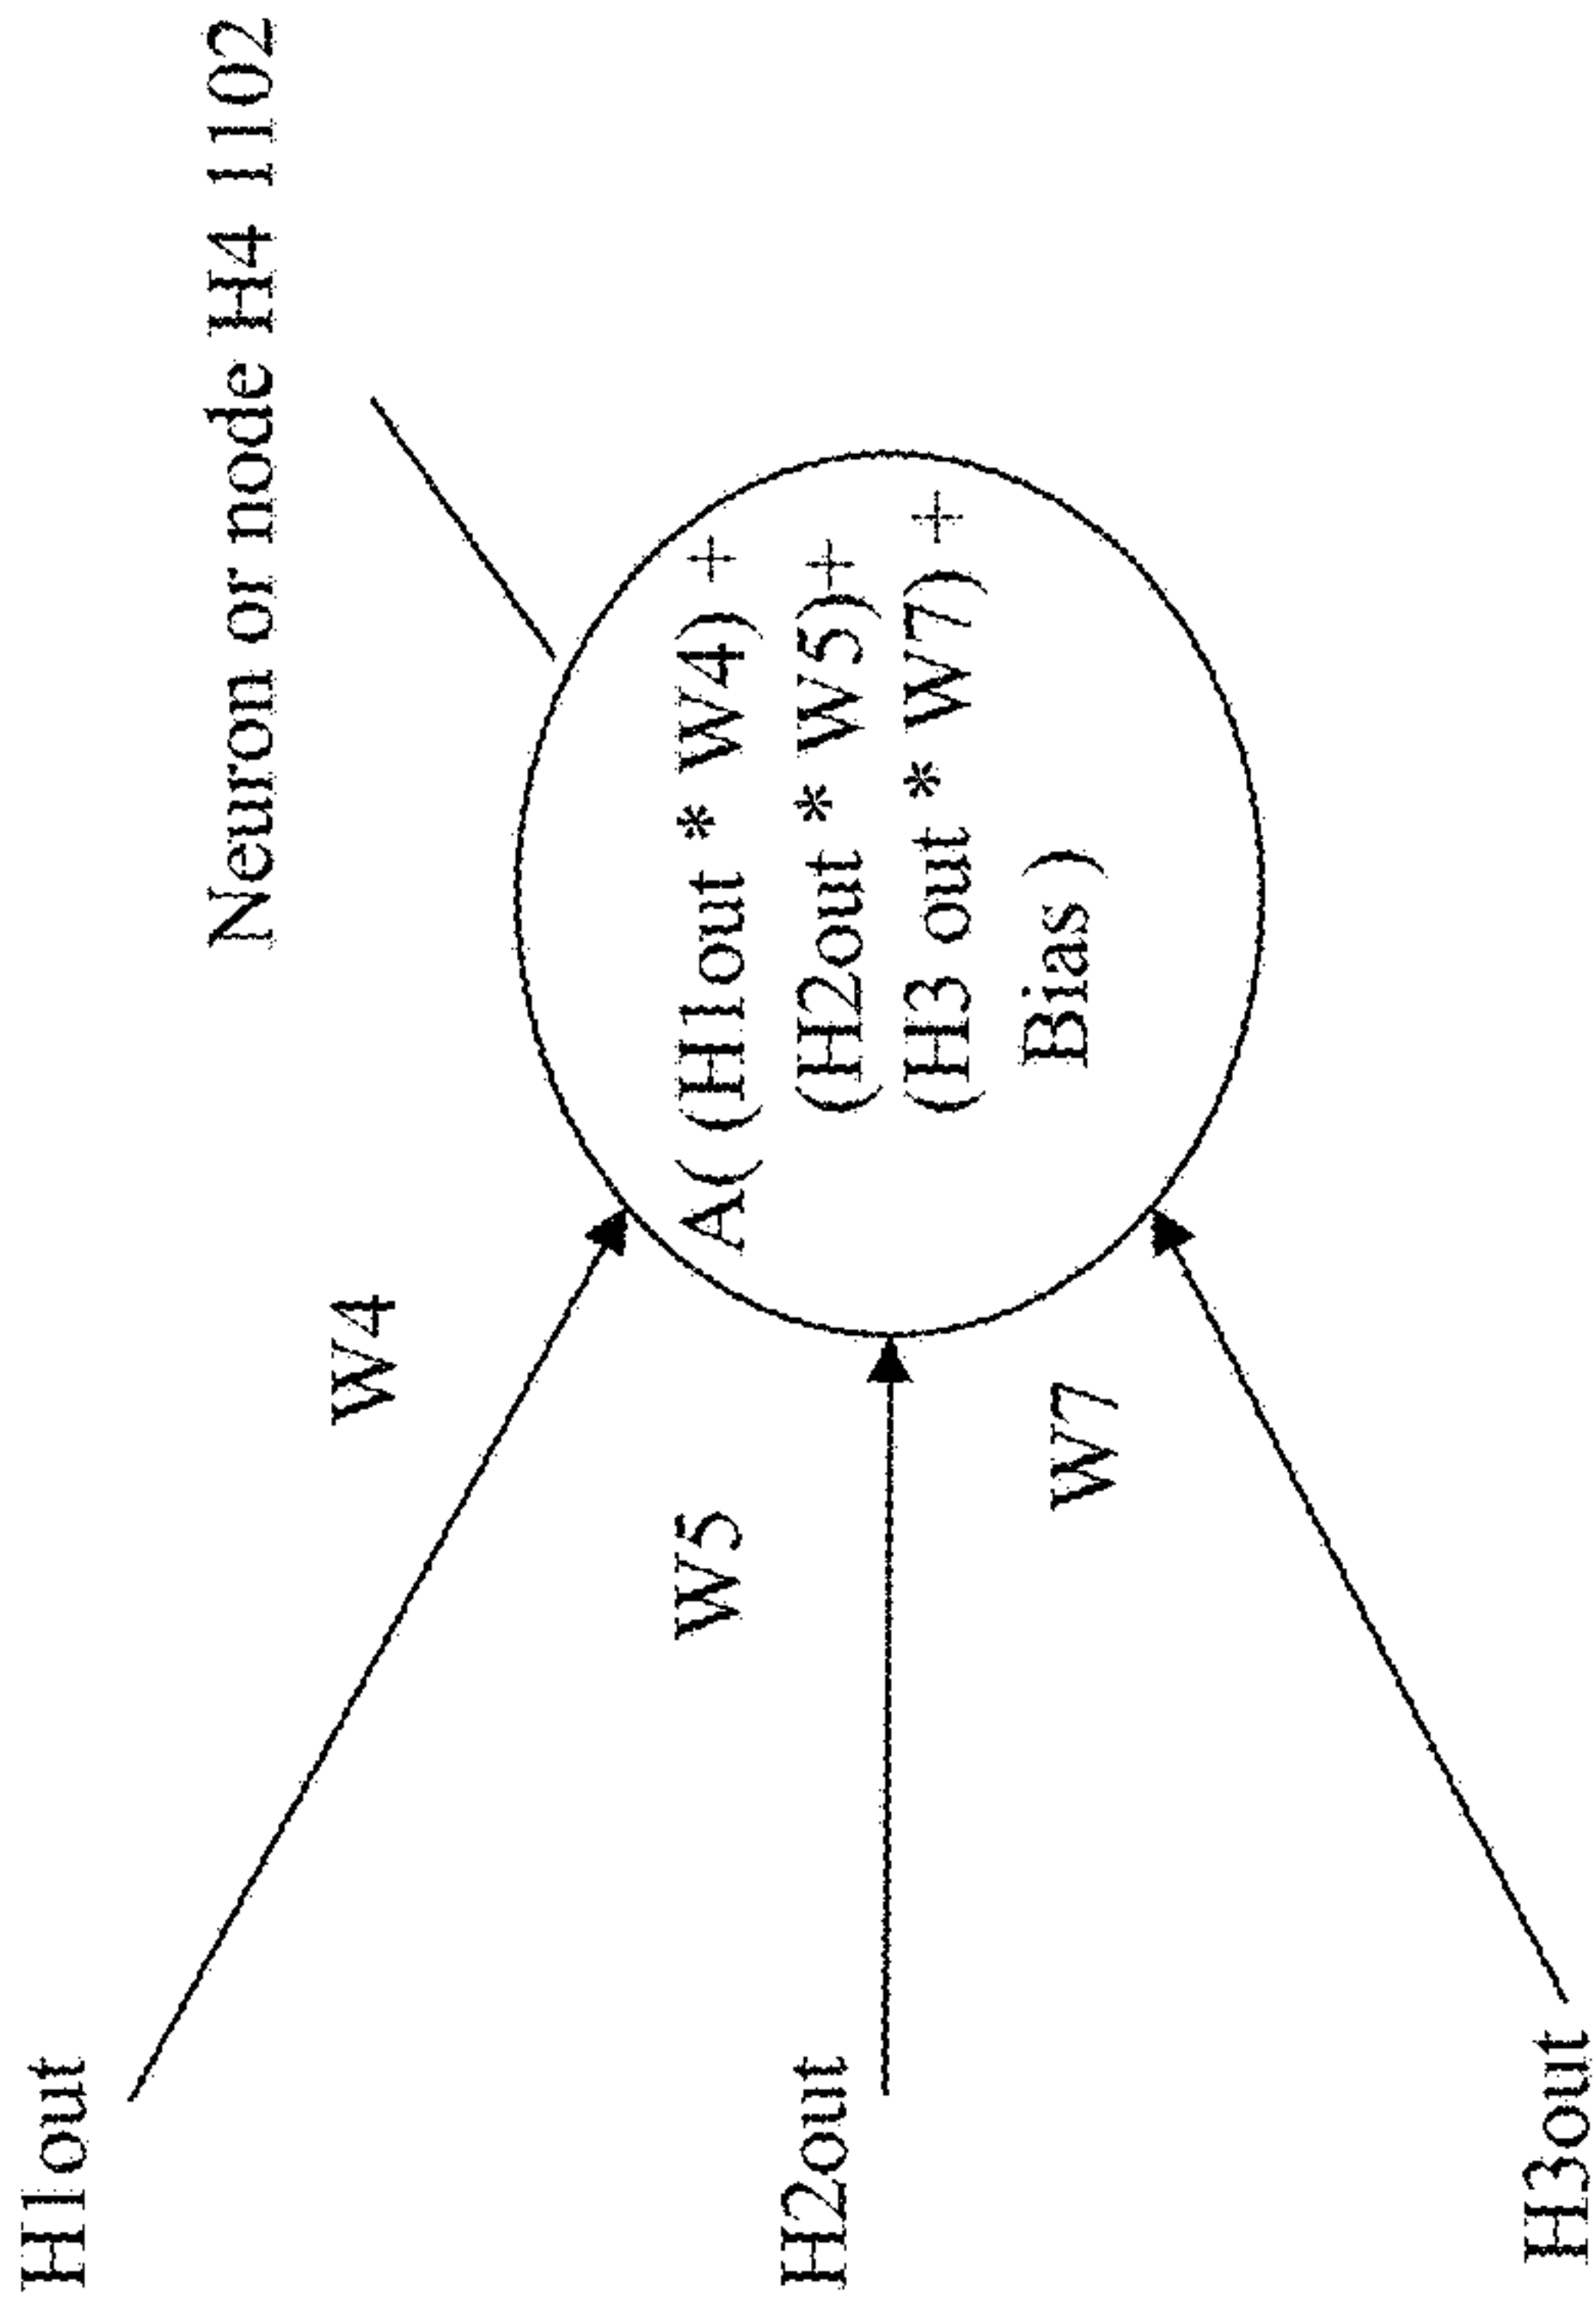 Neuron or node H4 1102
H1out
W4
W5
H2out
A( (H1out * W4) +
(H2out * W5)+
(H3 out * W7) +
Bias )
W7
H3out